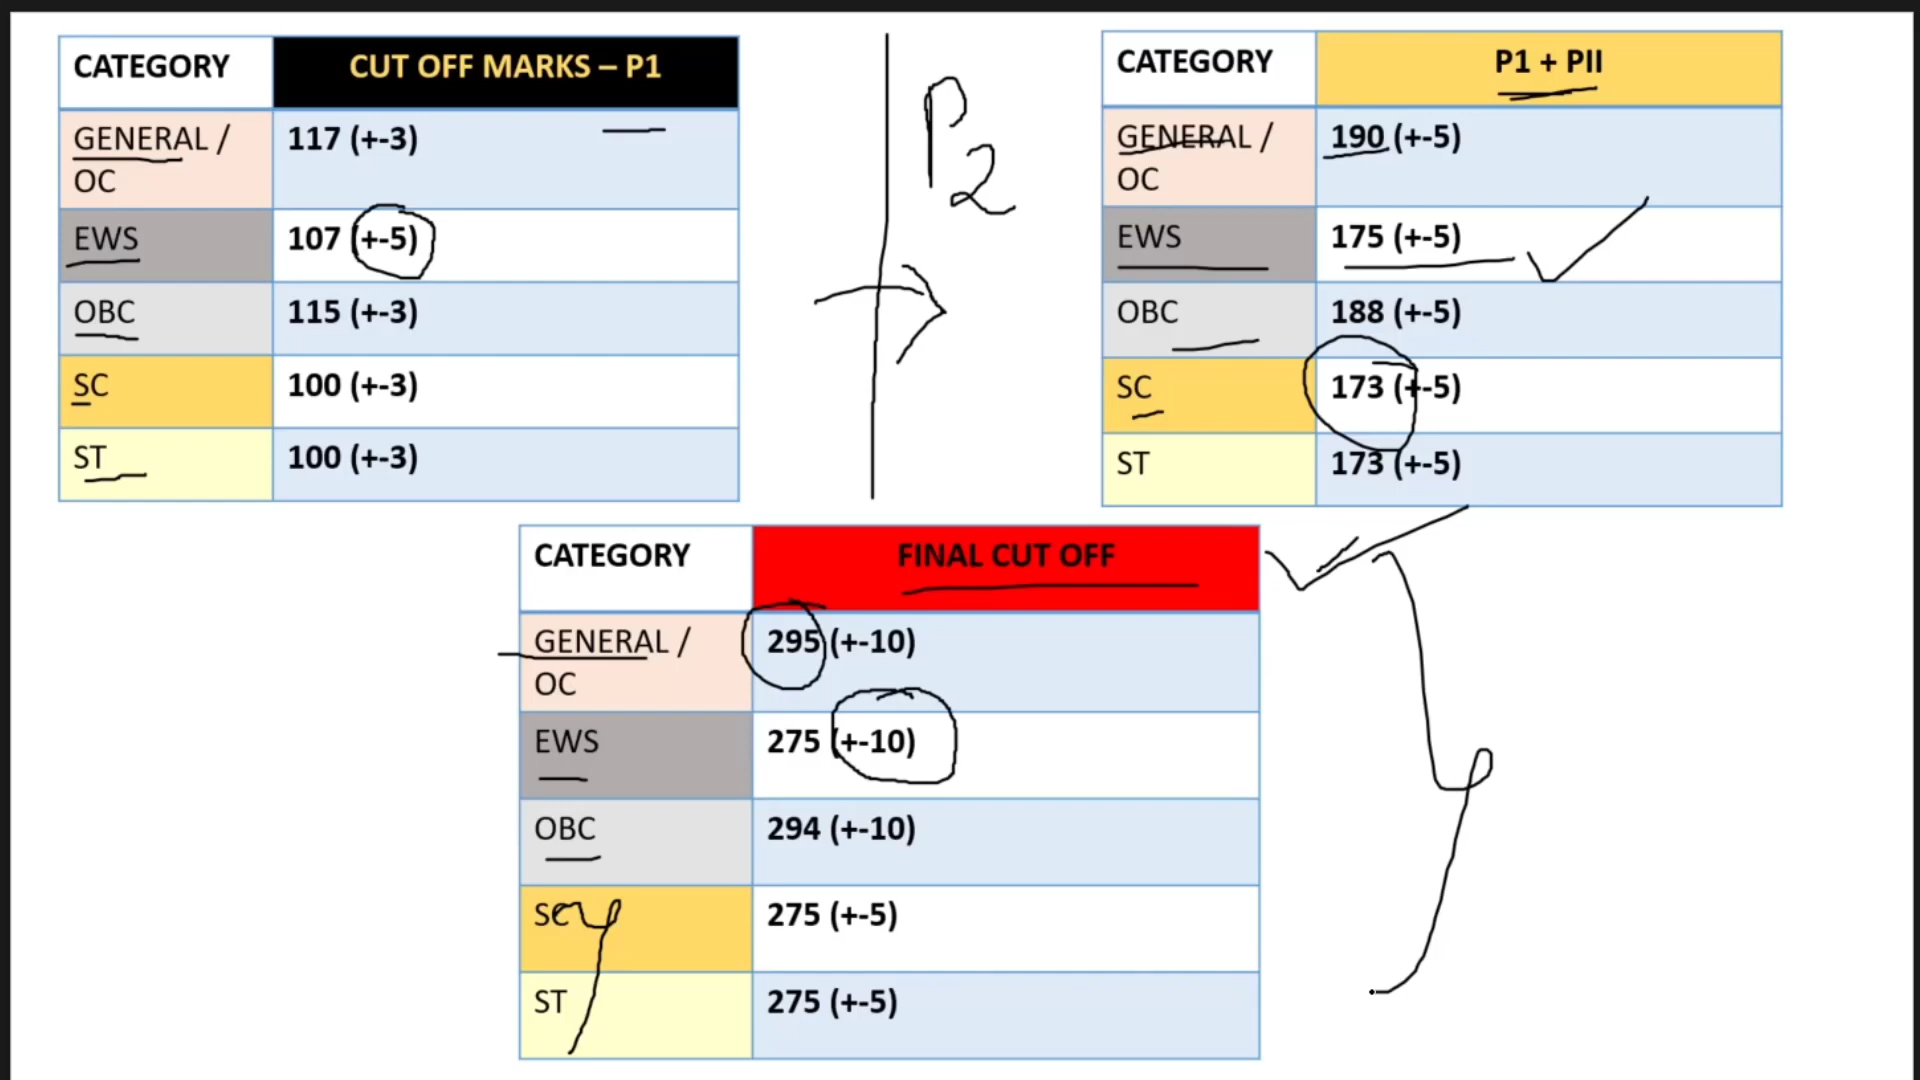 CATEGORY CUT OFF MARKS – P1
GENERAL / 117 (+-3)
OC
EWS 107 (+-5)
OBC 115 (+-3)
SC 100 (+-3)
ST 100 (+-3)
P2
CATEGORY P1 + PII
GENERAL / 190 (+-5)
OC
EWS 175 (+-5)
OBC 188 (+-5)
SC 173 (+-5)
ST 173 (+-5)
CATEGORY FINAL CUT OFF
GENERAL / 295 (+-10)
OC
EWS 275 (+-10)
OBC 294 (+-10)
SC 275 (+-5)
ST 275 (+-5)